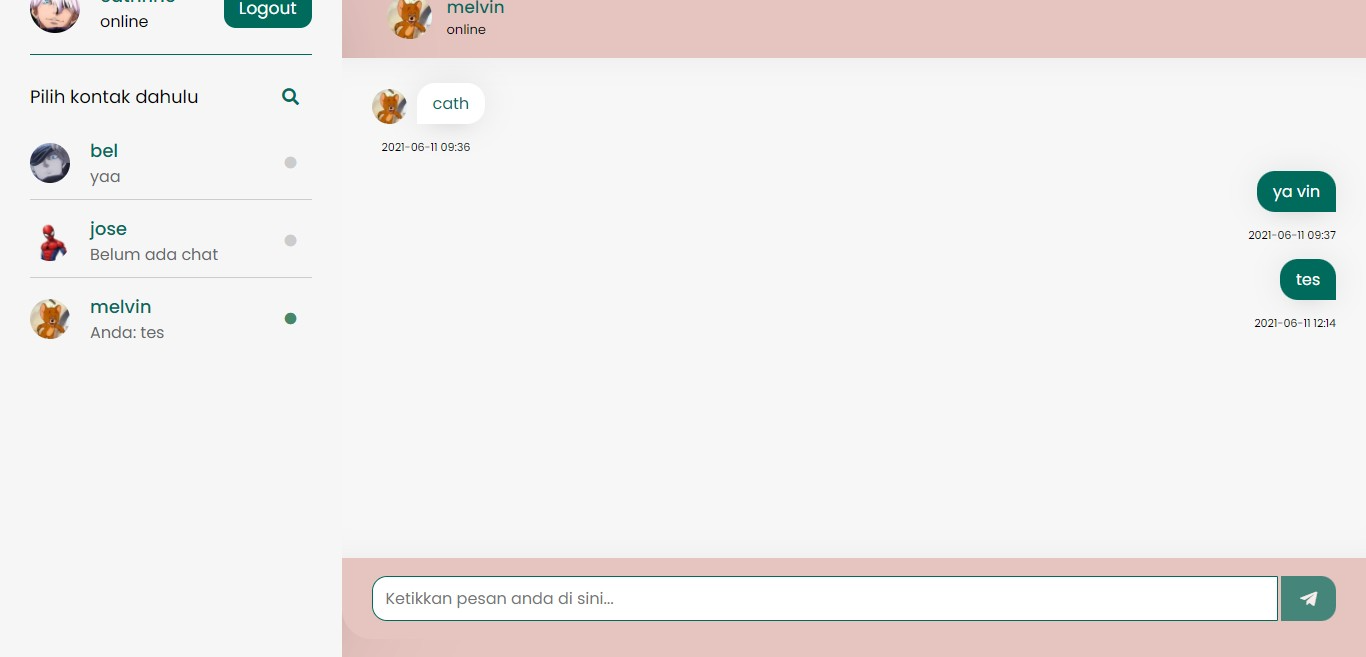 online
Logout
Pilih kontak dahulu
bel
yaa
jose
Belum ada chat
melvin
Anda: tes
melvin
online
cath
2021-06-11 09:36
ya vin
2021-06-11 09:37
tes
2021-06-11 12:14
Ketikkan pesan anda di sini...